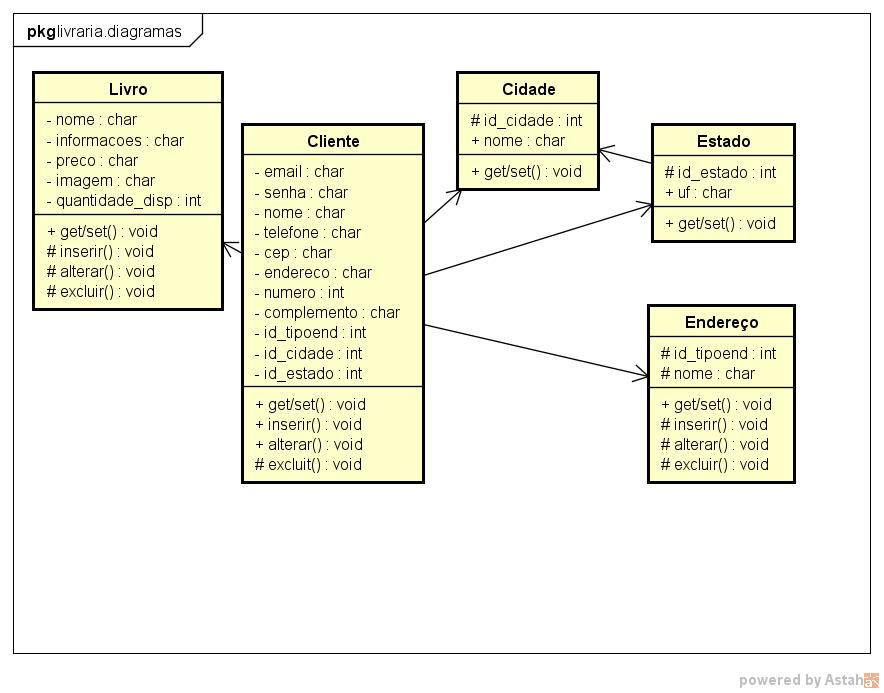 pkg livraria.diagramas
Livro
- nome : char
- informacoes : char
- preco : char
- imagem : char
- quantidade_disp : int
+ get/set() : void
# inserir() : void
# alterar() : void
# excluir() : void
Cliente
- email : char
- senha : char
- nome : char
- telefone : char
- cep : char
- endereco : char
- numero : int
- complemento : char
- id_tipoend : int
- id_cidade : int
- id_estado : int
+ get/set() : void
+ inserir() : void
+ alterar() : void
# excluit() : void
Cidade
# id_cidade : int
+ nome : char
+ get/set() : void
Estado
# id_estado : int
+ uf : char
+ get/set() : void
Endereço
# id_tipoend : int
# nome : char
+ get/set() : void
# inserir() : void
# alterar() : void
# excluir() : void
powered by Astah